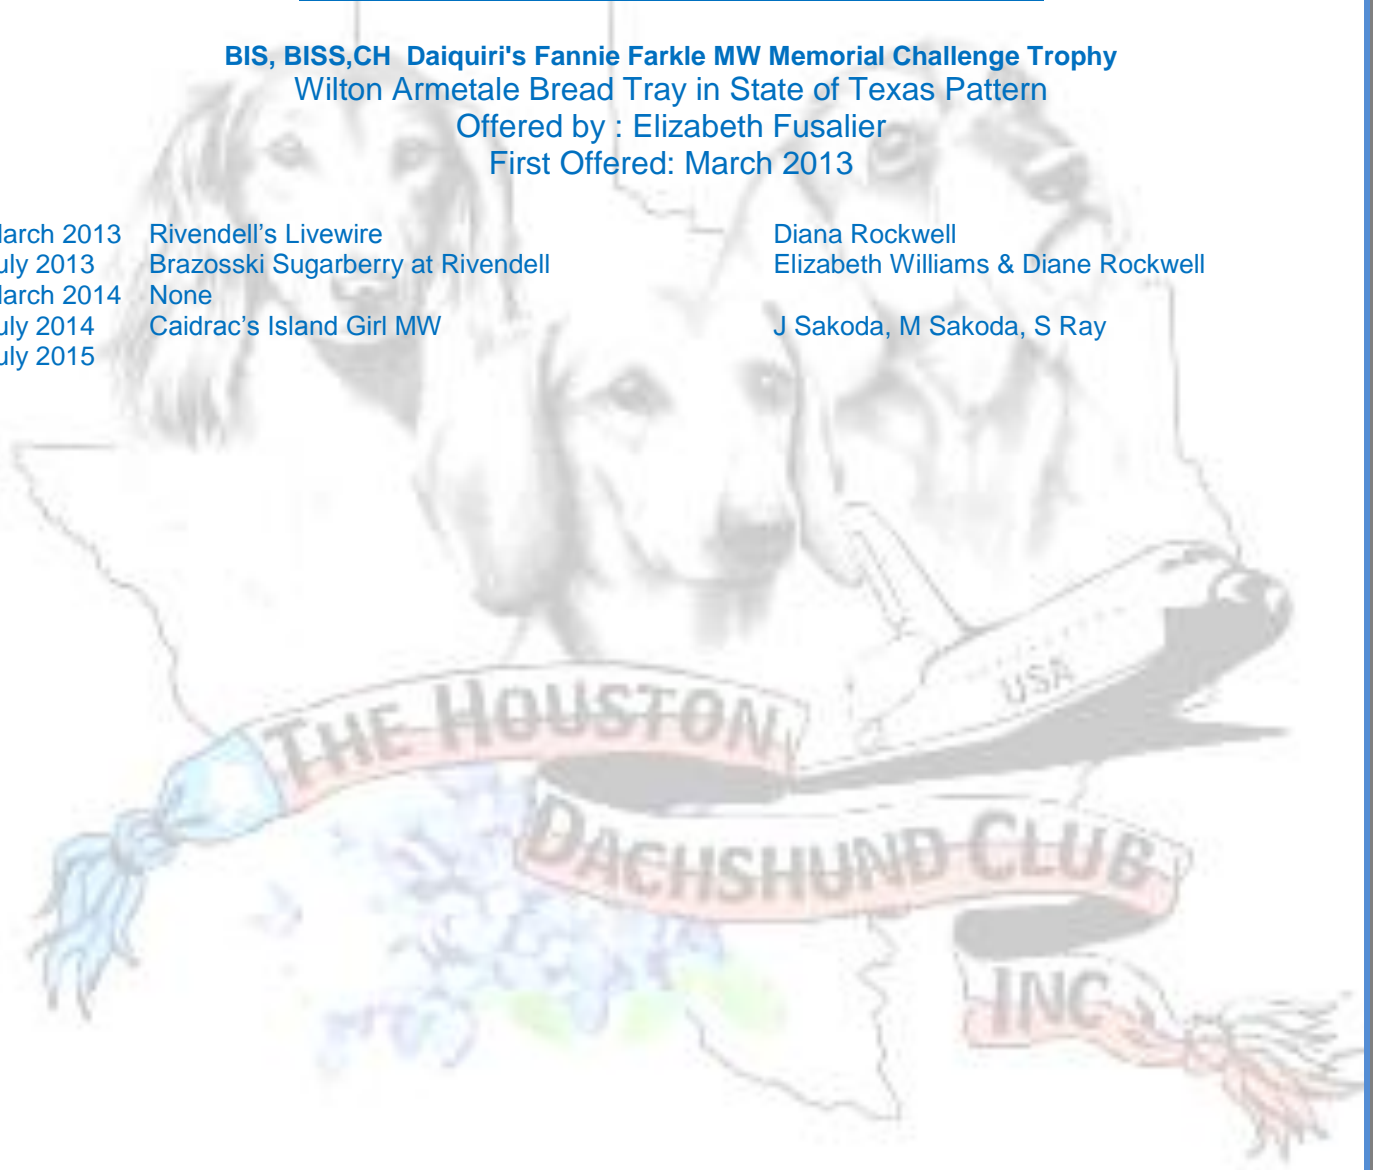 BIS, BISS,CH Daiquiri's Fannie Farkle MW Memorial Challenge Trophy
Wilton Armetale Bread Tray in State of Texas Pattern
Offered by : Elizabeth Fusalier
First Offered: March 2013
March 2013 Rivendell’s Livewire Diana Rockwell
uly 2013 Brazosski Sugarberry at Rivendell Elizabeth Williams & Diane Rockwell
March 2014 None
uly 2014 Caidrac’s Island Girl MW J Sakoda, M Sakoda, S Ray
uly 2015
USA
THE HOUSTON
DACHSHUND CLUB
INC